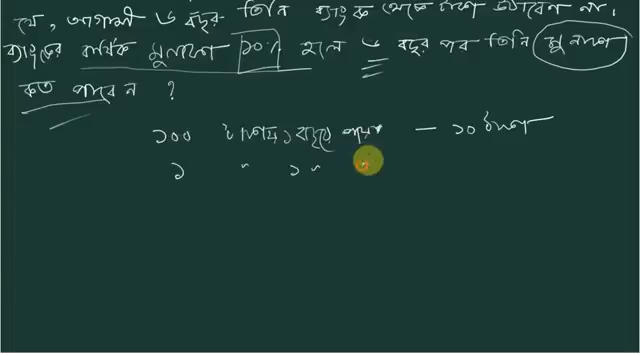 যে, আগামী ৬ বছর তিনি ব্যাংক থেকে টাকা উঠাবেন না।
ব্যাংকের বার্ষিক মুনাফা ১০% হলে ৬ বছর পর তিনি মুনাফা
কত পাবেন ?
১০০ টাকায় ১ বছরে — ১০ টাকা
১ " ১ "